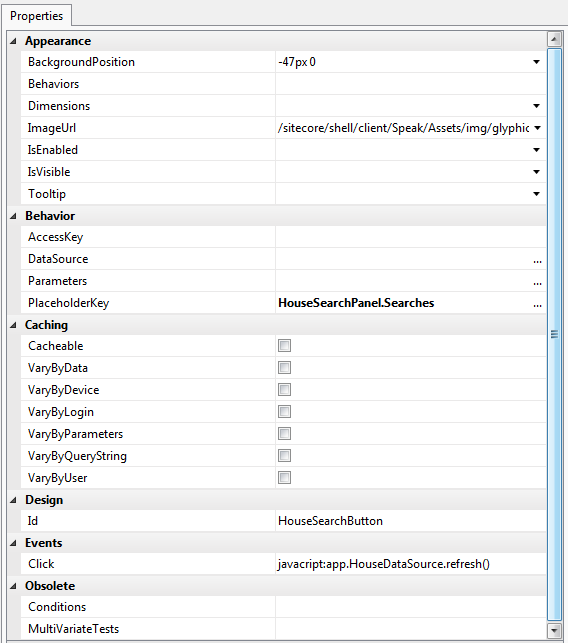 Properties
Appearance
BackgroundPosition -47px 0
Behaviors
Dimensions
ImageUrl /sitecore/shell/client/Speak/Assets/img/glyphic
IsEnabled
IsVisible
Tooltip
Behavior
AccessKey
DataSource ...
Parameters ...
PlaceholderKey HouseSearchPanel.Searches ...
Caching
Cacheable
VaryByData
VaryByDevice
VaryByLogin
VaryByParameters
VaryByQueryString
VaryByUser
Design
Id HouseSearchButton
Events
Click javacript:app.HouseDataSource.refresh()
Obsolete
Conditions
MultiVariateTests